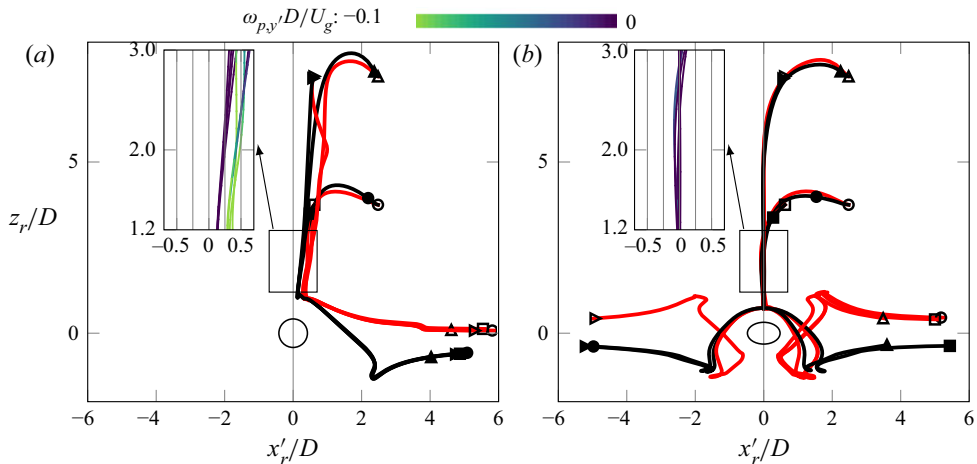 ω_{p,y′}D/U_g: −0.1 0
(a) (b)
3.0 3.0
2.0 2.0
1.2 1.2
−0.5 0 0.5 −0.5 0 0.5
5 5
z_r/D
0 0
−6 −4 −2 0 2 4 6 −6 −4 −2 0 2 4 6
x′_r/D x′_r/D